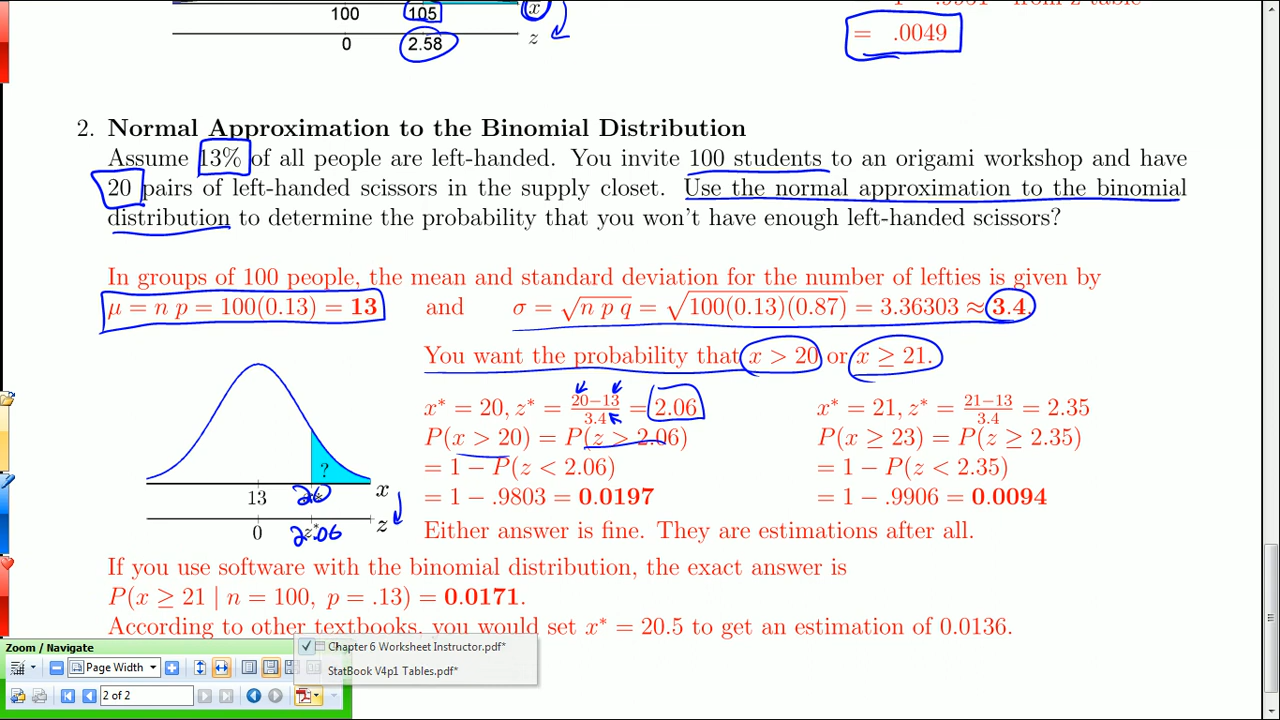 100 105 x
0 2.58 z
= .0049
2. Normal Approximation to the Binomial Distribution
Assume 13% of all people are left-handed. You invite 100 students to an origami workshop and have
20 pairs of left-handed scissors in the supply closet. Use the normal approximation to the binomial
distribution to determine the probability that you won't have enough left-handed scissors?
In groups of 100 people, the mean and standard deviation for the number of lefties is given by
μ = n p = 100(0.13) = 13 and σ = √n p q = √100(0.13)(0.87) = 3.36303 ≈ 3.4.
You want the probability that x > 20 or x ≥ 21.
x* = 20, z* = 20−13/3.4 = 2.06
P(x > 20) = P(z > 2.06)
= 1 − P(z < 2.06)
= 1 − .9803 = 0.0197
x* = 21, z* = 21−13/3.4 = 2.35
P(x ≥ 23) = P(z ≥ 2.35)
= 1 − P(z < 2.35)
= 1 − .9906 = 0.0094
?
13 20 x
0 2.06 z
Either answer is fine. They are estimations after all.
If you use software with the binomial distribution, the exact answer is
P(x ≥ 21 | n = 100, p = .13) = 0.0171.
According to other textbooks, you would set x* = 20.5 to get an estimation of 0.0136.
Zoom / Navigate
Chapter 6 Worksheet Instructor.pdf*
Page Width
StatBook V4p1 Tables.pdf*
2 of 2